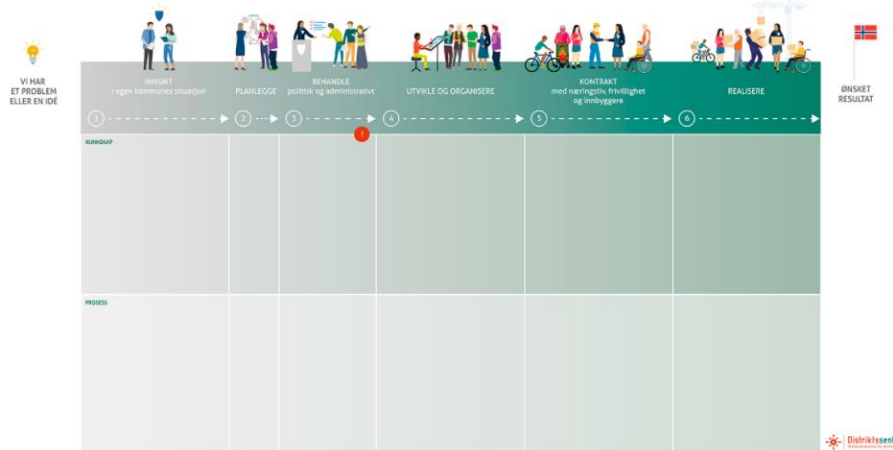 VI HAR
ET PROBLEM
ELLER EN IDÉ
INNSIKT
i egen kommunes situasjon
PLANLEGGE
BEHANDLE
politisk og administrativt
UTVIKLE OG ORGANISERE
KONTRAKT
med næringsliv, frivillighet
og innbyggere
REALISERE
ØNSKET
RESULTAT
1
2
3
4
5
6
!
KUNNSKAP
PROSESS